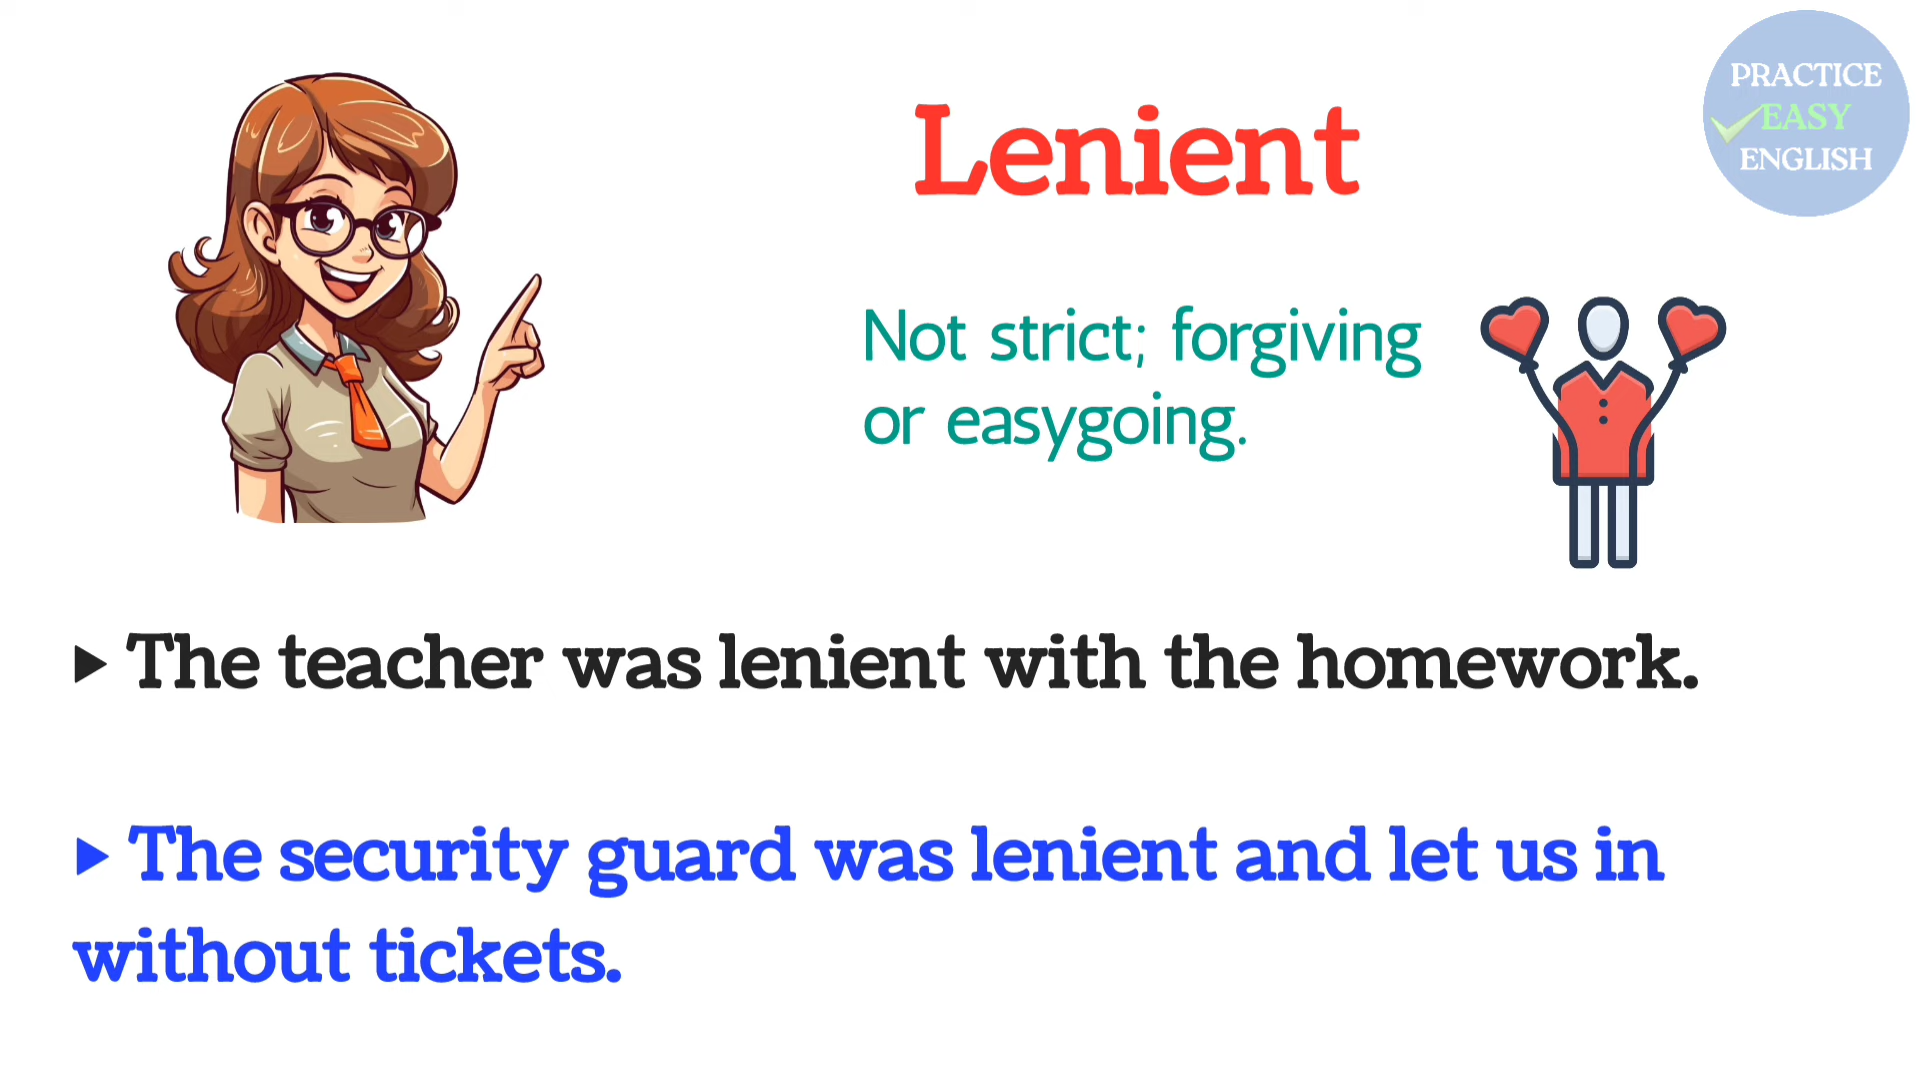 PRACTICE
EASY
ENGLISH
Lenient
Not strict; forgiving
or easygoing.
▶ The teacher was lenient with the homework.
▶ The security guard was lenient and let us in
without tickets.